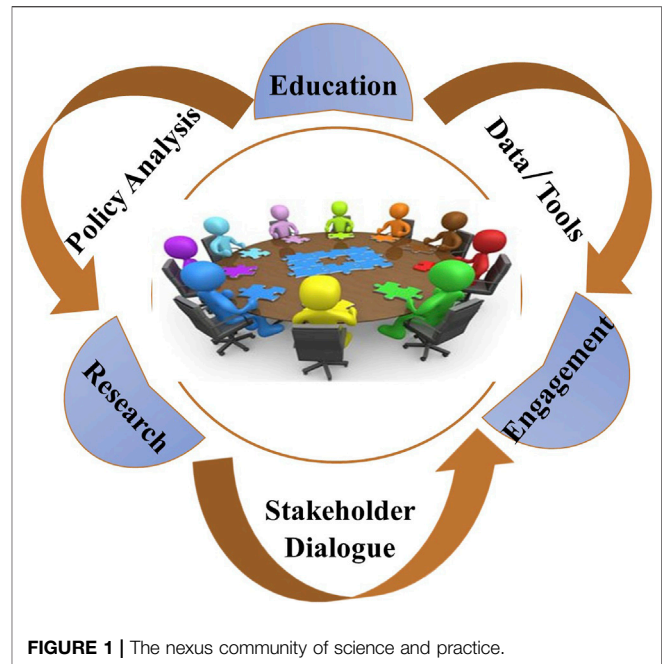 Education
Policy Analysis
Data/Tools
Research
Engagement
Stakeholder
Dialogue
FIGURE 1 | The nexus community of science and practice.